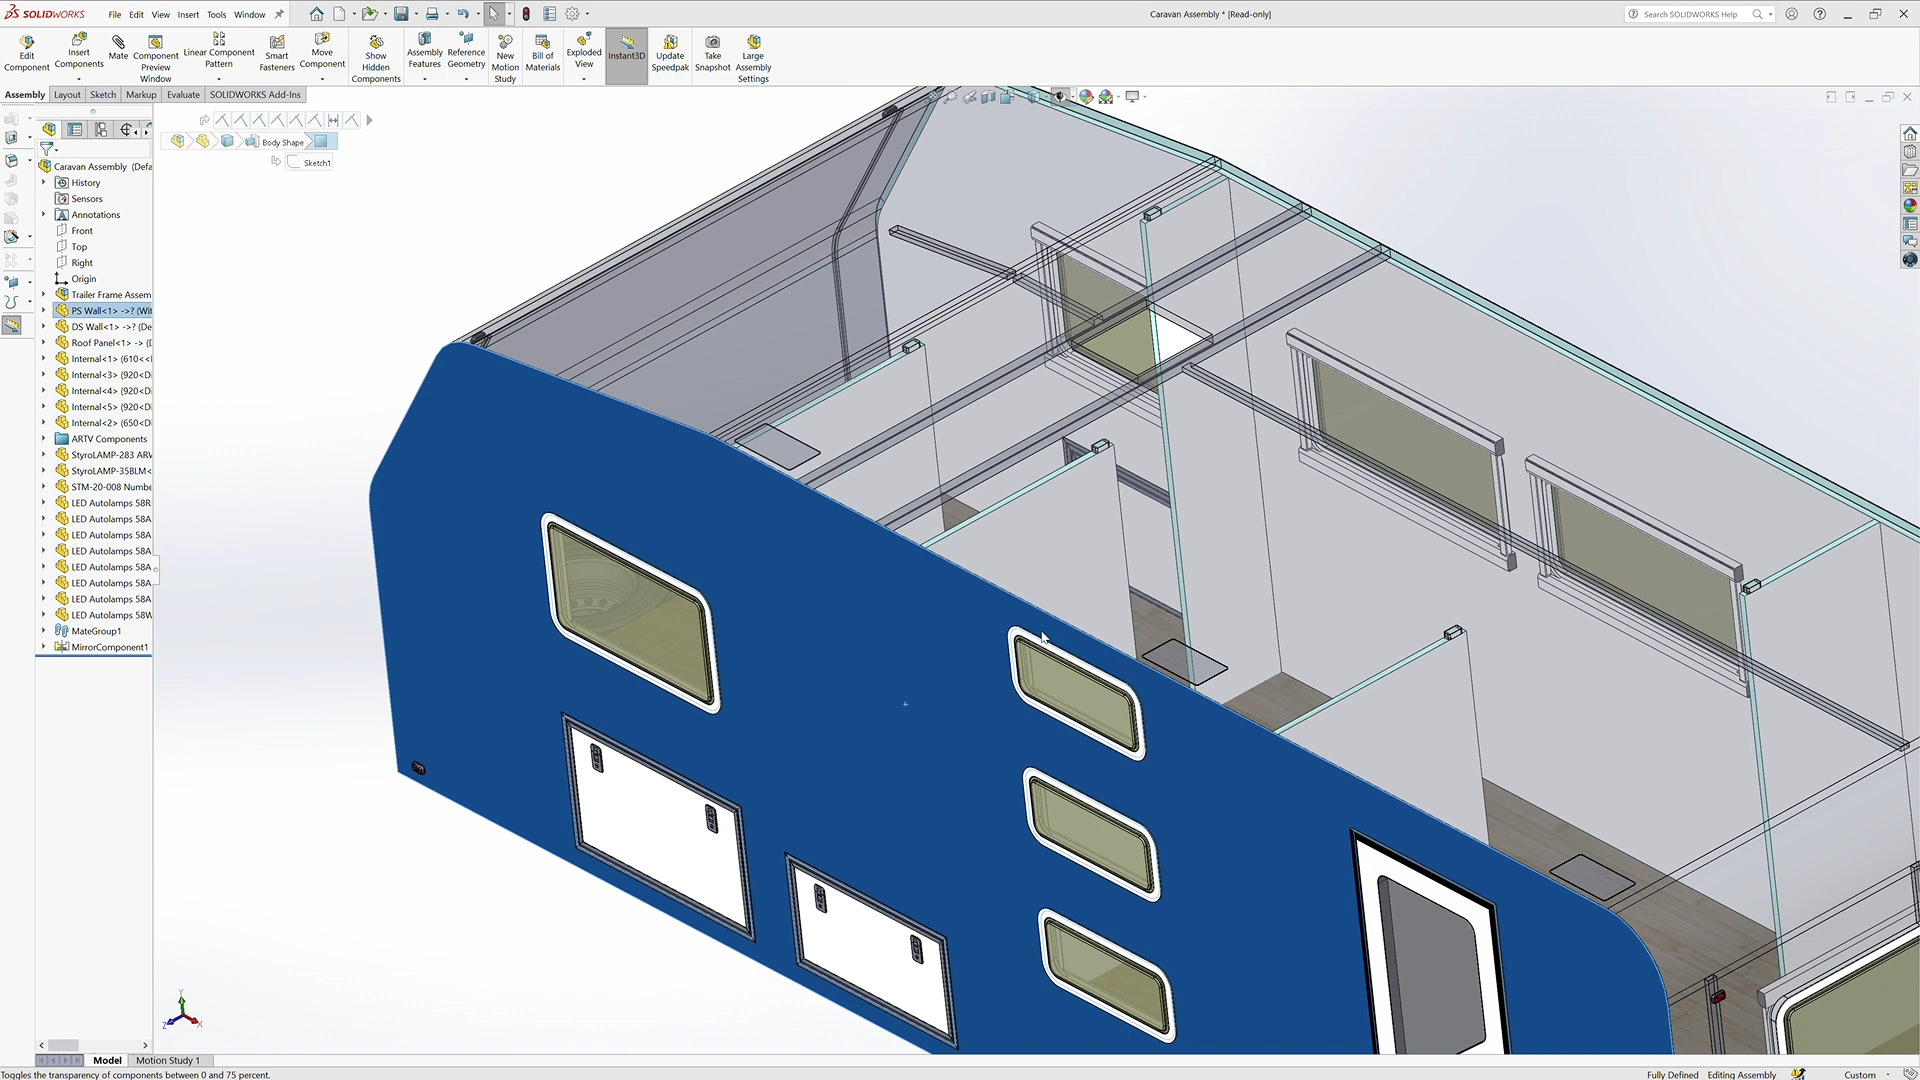 SOLIDWORKS
File Edit View Insert Tools Window
Caravan Assembly * [Read-only]
Search SOLIDWORKS Help
Edit Component
Insert Components
Mate
Component Preview Window
Linear Component Pattern
Smart Fasteners
Move Component
Show Hidden Components
Assembly Features
Reference Geometry
New Motion Study
Bill of Materials
Exploded View
Instant3D
Update Speedpak
Take Snapshot
Large Assembly Settings
Assembly Layout Sketch Markup Evaluate SOLIDWORKS Add-Ins
Body Shape
Sketch1
Caravan Assembly (Defa
History
Sensors
Annotations
Front
Top
Right
Origin
Trailer Frame Assem
PS Wall<1> ->? (Wit
DS Wall<1> ->? (De
Roof Panel<1> -> (D
Internal<1> (610<<D
Internal<3> (920<Di
Internal<4> (920<Di
Internal<5> (920<Di
Internal<2> (650<Di
ARTV Components
StyroLAMP-283 ARV
StyroLAMP-35BLM<
STM-20-008 Numbe
LED Autolamps 58R
LED Autolamps 58A
LED Autolamps 58A
LED Autolamps 58A
LED Autolamps 58A
LED Autolamps 58A
LED Autolamps 58A
LED Autolamps 58W
MateGroup1
MirrorComponent1
Y
Z X
Model Motion Study 1
Toggles the transparency of components between 0 and 75 percent.
Fully Defined Editing Assembly Custom